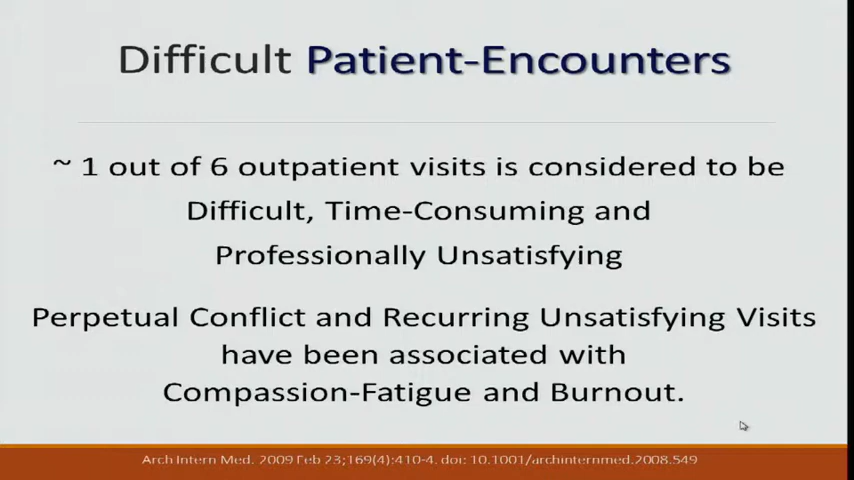 Difficult Patient-Encounters
~ 1 out of 6 outpatient visits is considered to be
Difficult, Time-Consuming and
Professionally Unsatisfying
Perpetual Conflict and Recurring Unsatisfying Visits
have been associated with
Compassion-Fatigue and Burnout.
Arch Intern Med. 2009 Feb 23;169(4):410-4. doi: 10.1001/archinternmed.2008.549